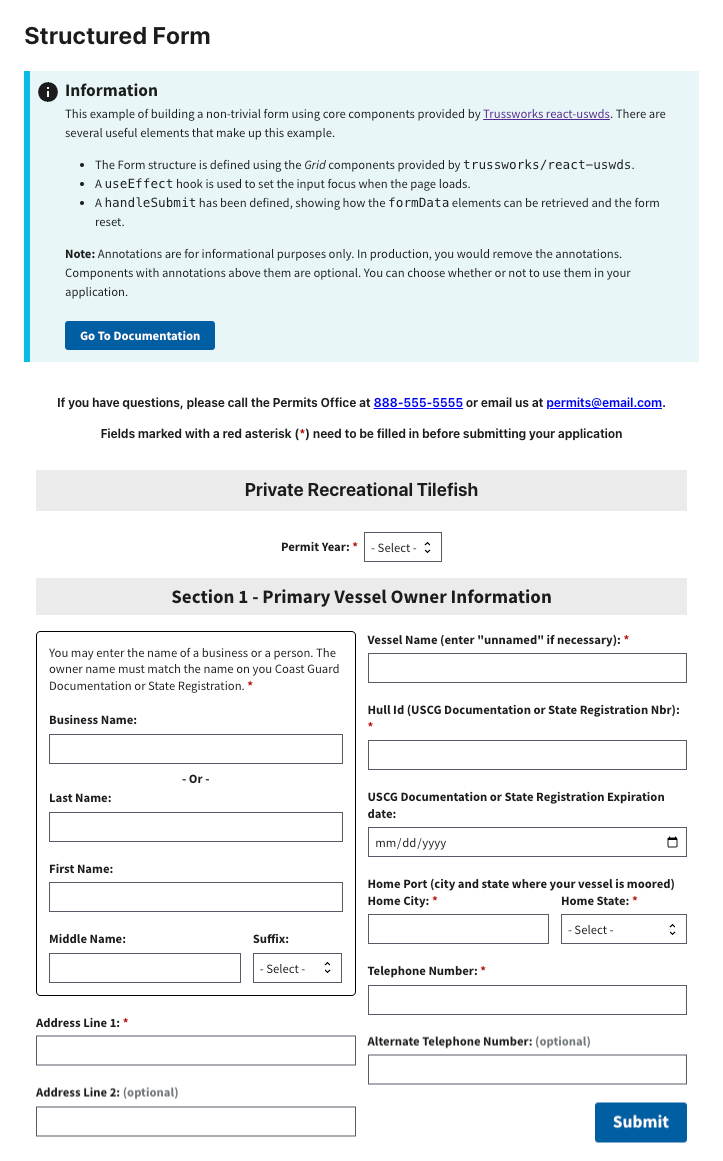 Structured Form
Information
This example of building a non-trivial form using core components provided by Trussworks react-uswds. There are
several useful elements that make up this example.
• The Form structure is defined using the Grid components provided by trussworks/react-uswds.
• A useEffect hook is used to set the input focus when the page loads.
• A handleSubmit has been defined, showing how the formData elements can be retrieved and the form
reset.
Note: Annotations are for informational purposes only. In production, you would remove the annotations.
Components with annotations above them are optional. You can choose whether or not to use them in your
application.
Go To Documentation
If you have questions, please call the Permits Office at 888-555-5555 or email us at permits@email.com.
Fields marked with a red asterisk (*) need to be filled in before submitting your application
Private Recreational Tilefish
Permit Year: * - Select -
Section 1 - Primary Vessel Owner Information
You may enter the name of a business or a person. The
owner name must match the name on you Coast Guard
Documentation or State Registration. *
Business Name:
- Or -
Last Name:
First Name:
Middle Name: Suffix:
- Select -
Address Line 1: *
Address Line 2: (optional)
Vessel Name (enter "unnamed" if necessary): *
Hull Id (USCG Documentation or State Registration Nbr):
*
USCG Documentation or State Registration Expiration
date:
mm/dd/yyyy
Home Port (city and state where your vessel is moored)
Home City: * Home State: *
- Select -
Telephone Number: *
Alternate Telephone Number: (optional)
Submit